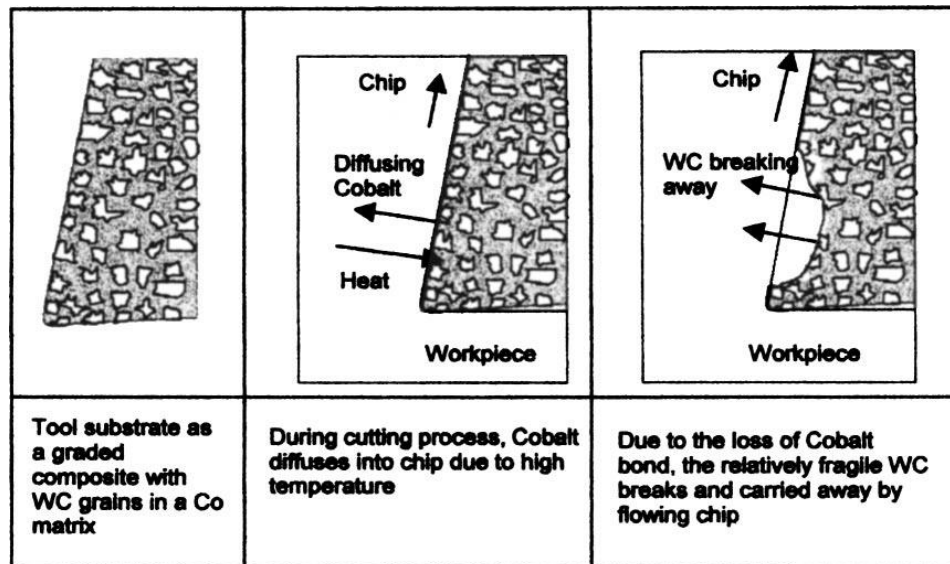 Chip
Diffusing
Cobalt
Heat
Workpiece
Chip
WC breaking
away
Workpiece
Tool substrate as
a graded
composite with
WC grains in a Co
matrix
During cutting process, Cobalt
diffuses into chip due to high
temperature
Due to the loss of Cobalt
bond, the relatively fragile WC
breaks and carried away by
flowing chip